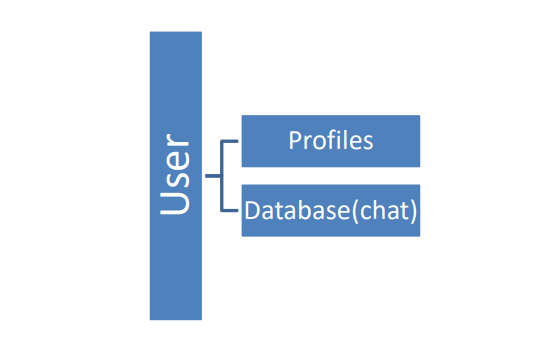 User
Profiles
Database(chat)